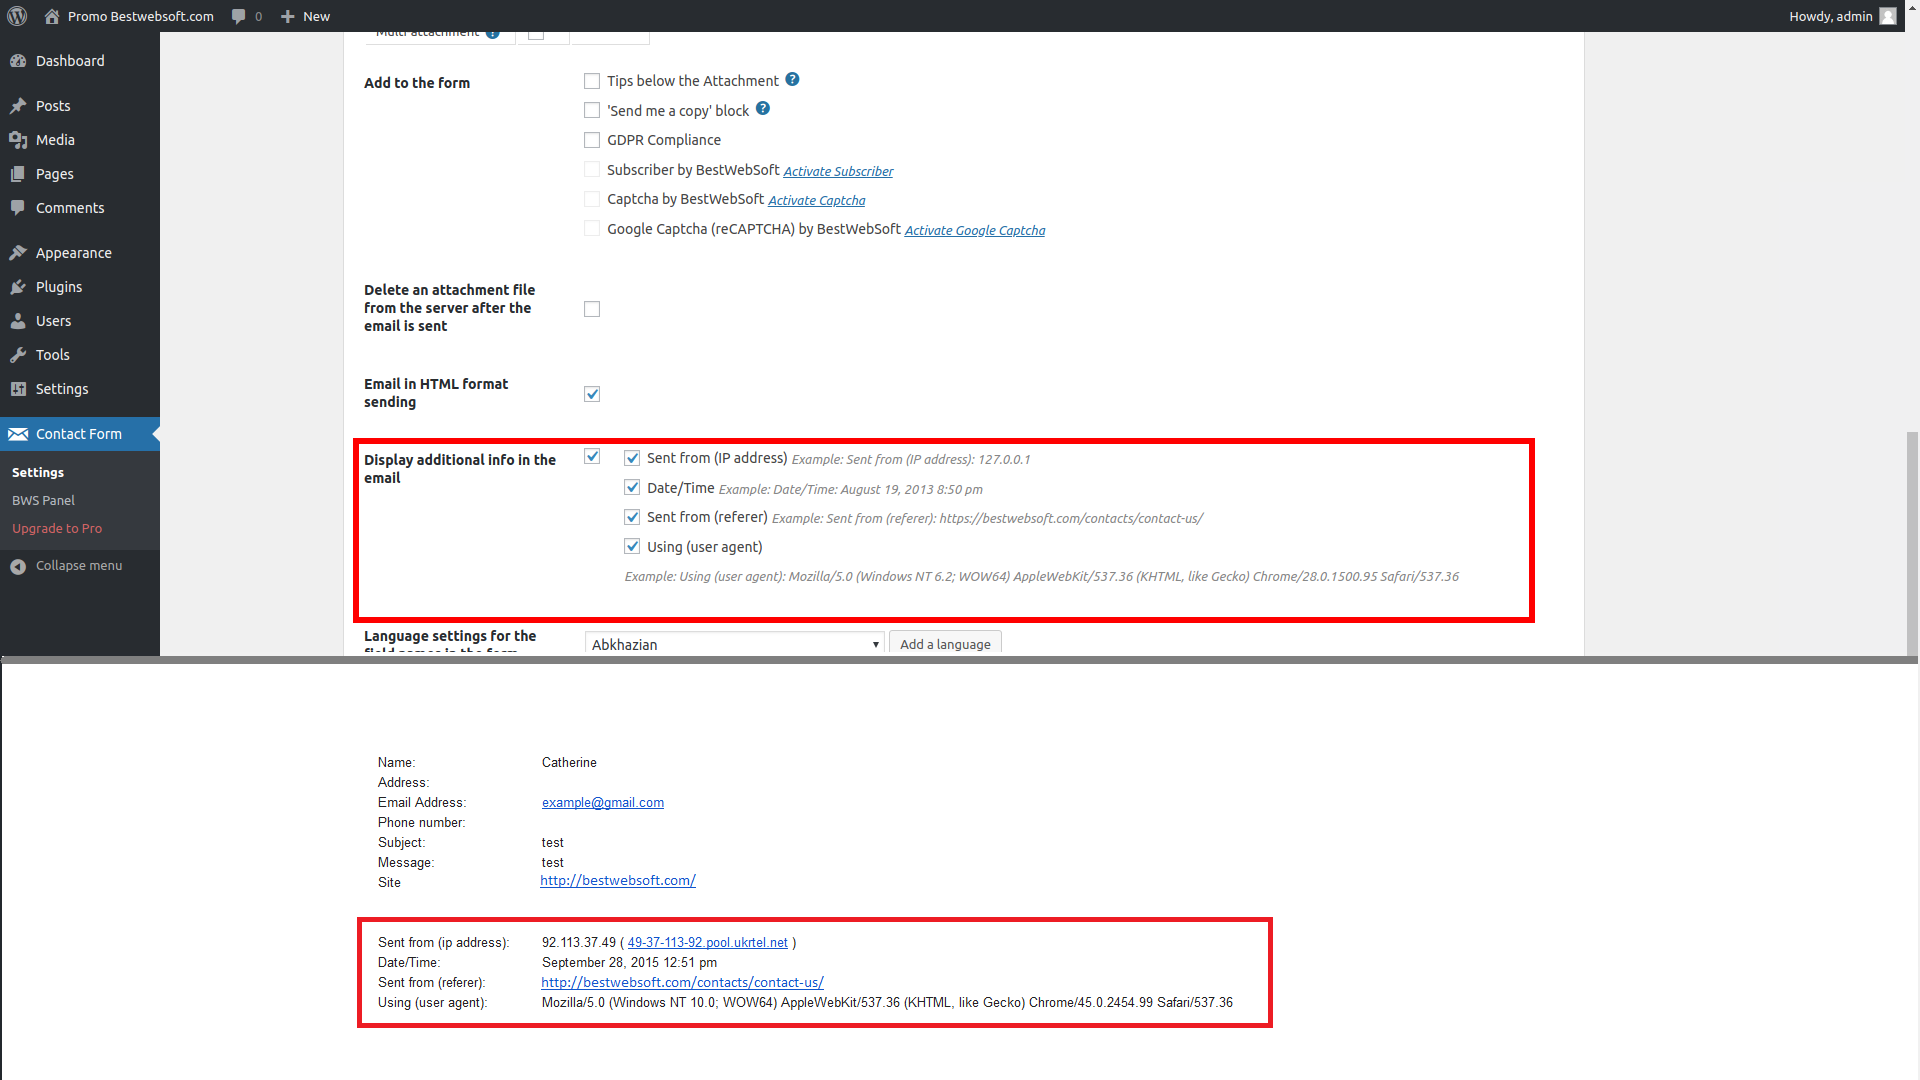 Promo Bestwebsoft.com
0
New
Howdy, admin
Dashboard
Posts
Media
Pages
Comments
Appearance
Plugins
Users
Tools
Settings
Contact Form
Settings
BWS Panel
Upgrade to Pro
Collapse menu
Multi attachment ?
Add to the form
Tips below the Attachment ?
'Send me a copy' block ?
GDPR Compliance
Subscriber by BestWebSoft Activate Subscriber
Captcha by BestWebSoft Activate Captcha
Google Captcha (reCAPTCHA) by BestWebSoft Activate Google Captcha
Delete an attachment file
from the server after the
email is sent
Email in HTML format
sending
Display additional info in the
email
Sent from (IP address) Example: Sent from (IP address): 127.0.0.1
Date/Time Example: Date/Time: August 19, 2013 8:50 pm
Sent from (referer) Example: Sent from (referer): https://bestwebsoft.com/contacts/contact-us/
Using (user agent)
Example: Using (user agent): Mozilla/5.0 (Windows NT 6.2; WOW64) AppleWebKit/537.36 (KHTML, like Gecko) Chrome/28.0.1500.95 Safari/537.36
Language settings for the
field names in the form
Abkhazian
Add a language
Name: Catherine
Address:
Email Address: example@gmail.com
Phone number:
Subject: test
Message: test
Site http://bestwebsoft.com/
Sent from (ip address): 92.113.37.49 ( 49-37-113-92.pool.ukrtel.net )
Date/Time: September 28, 2015 12:51 pm
Sent from (referer): http://bestwebsoft.com/contacts/contact-us/
Using (user agent): Mozilla/5.0 (Windows NT 10.0; WOW64) AppleWebKit/537.36 (KHTML, like Gecko) Chrome/45.0.2454.99 Safari/537.36